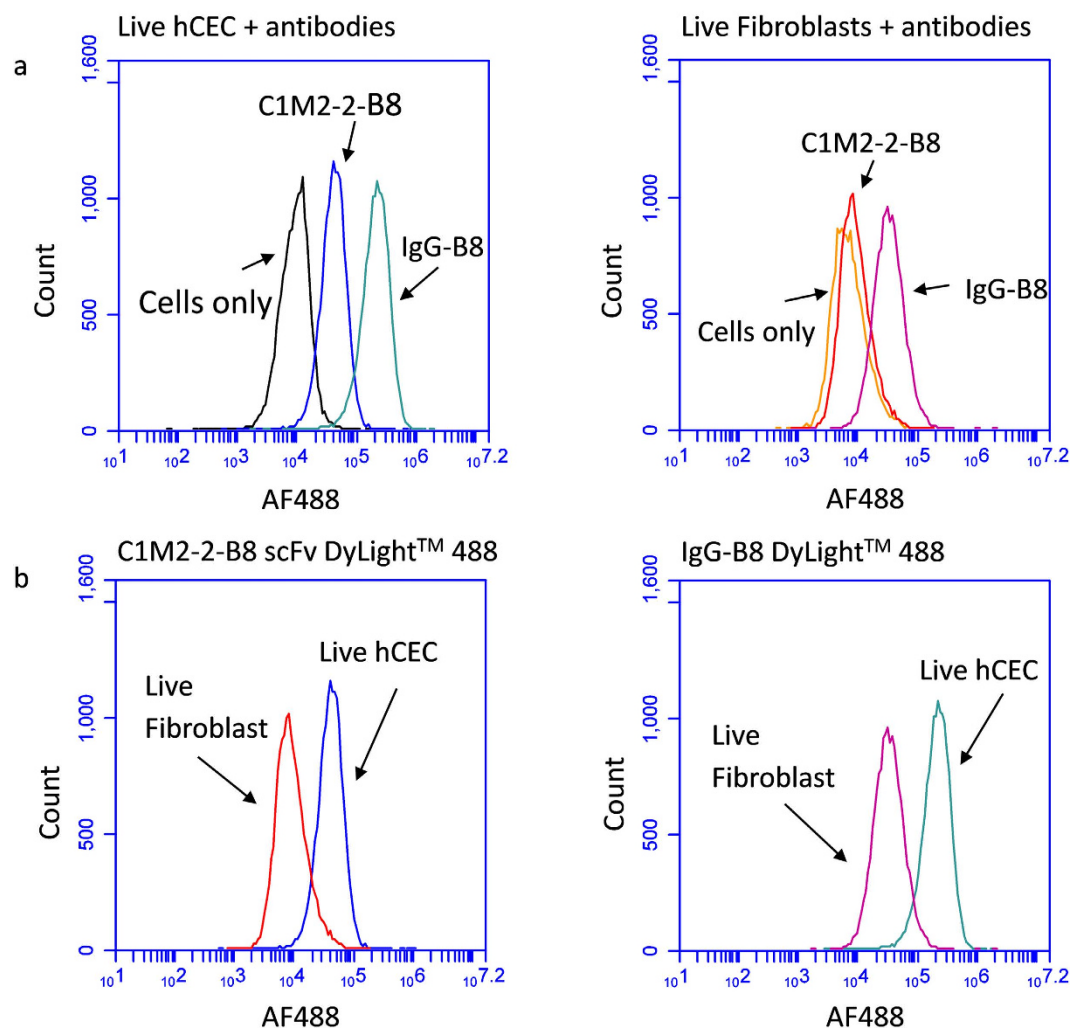 Live hCEC + antibodies
Live Fibroblasts + antibodies
a
1,600
1,000
500
0
Count
C1M2-2-B8
IgG-B8
Cells only
10^1 10^2 10^3 10^4 10^5 10^6 10^7.2
AF488
1,600
1,000
500
0
Count
C1M2-2-B8
IgG-B8
Cells only
10^1 10^2 10^3 10^4 10^5 10^6 10^7.2
AF488
b
C1M2-2-B8 scFv DyLight™ 488
IgG-B8 DyLight™ 488
1,600
1,000
500
0
Count
Live hCEC
Live
Fibroblast
10^1 10^2 10^3 10^4 10^5 10^6 10^7.2
AF488
1,600
1,000
500
0
Count
Live hCEC
Live
Fibroblast
10^1 10^2 10^3 10^4 10^5 10^6 10^7.2
AF488